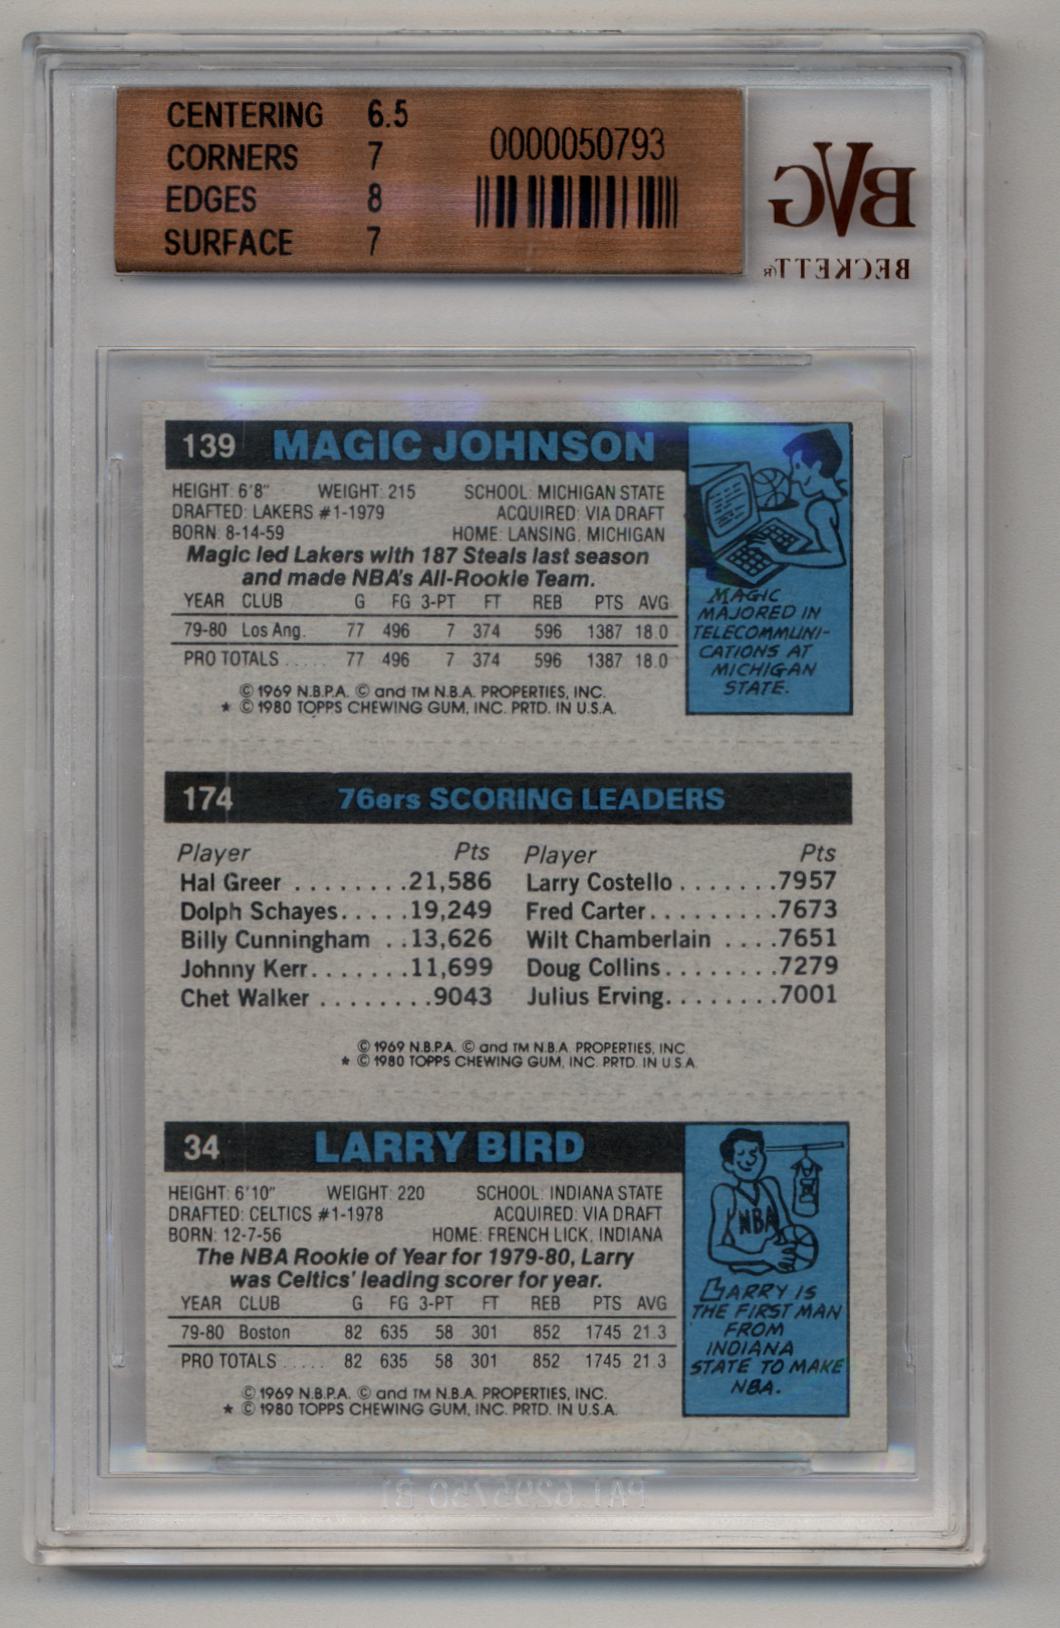 CENTERING 6.5
CORNERS 7
EDGES 8
SURFACE 7
0000050793
BVG
BECKETT®
139 MAGIC JOHNSON
HEIGHT: 6'8" WEIGHT: 215 SCHOOL: MICHIGAN STATE
DRAFTED: LAKERS #1-1979 ACQUIRED: VIA DRAFT
BORN: 8-14-59 HOME: LANSING, MICHIGAN
Magic led Lakers with 187 Steals last season
and made NBA's All-Rookie Team.
YEAR CLUB G FG 3-PT FT REB PTS AVG
79-80 Los Ang. 77 496 7 374 596 1387 18.0
PRO TOTALS ..... 77 496 7 374 596 1387 18.0
© 1969 N.B.P.A. © and TM N.B.A. PROPERTIES, INC.
* © 1980 TOPPS CHEWING GUM, INC. PRTD. IN U.S.A.
MAGIC
MAJORED IN
TELECOMMUNI-
CATIONS AT
MICHIGAN
STATE.
174 76ers SCORING LEADERS
Player Pts Player Pts
Hal Greer ........21,586 Larry Costello.......7957
Dolph Schayes.....19,249 Fred Carter.........7673
Billy Cunningham ..13,626 Wilt Chamberlain ....7651
Johnny Kerr.......11,699 Doug Collins........7279
Chet Walker ........9043 Julius Erving........7001
© 1969 N.B.P.A. © and TM N.B.A. PROPERTIES, INC.
* © 1980 TOPPS CHEWING GUM, INC. PRTD. IN U.S.A.
34 LARRY BIRD
HEIGHT: 6'10" WEIGHT: 220 SCHOOL: INDIANA STATE
DRAFTED: CELTICS #1-1978 ACQUIRED: VIA DRAFT
BORN: 12-7-56 HOME: FRENCH LICK, INDIANA
The NBA Rookie of Year for 1979-80, Larry
was Celtics' leading scorer for year.
YEAR CLUB G FG 3-PT FT REB PTS AVG
79-80 Boston 82 635 58 301 852 1745 21.3
PRO TOTALS ..... 82 635 58 301 852 1745 21.3
© 1969 N.B.P.A. © and TM N.B.A. PROPERTIES, INC.
* © 1980 TOPPS CHEWING GUM, INC. PRTD. IN U.S.A.
NBA
LARRY IS
THE FIRST MAN
FROM
INDIANA
STATE TO MAKE
NBA.
PAT. 6295750 B1